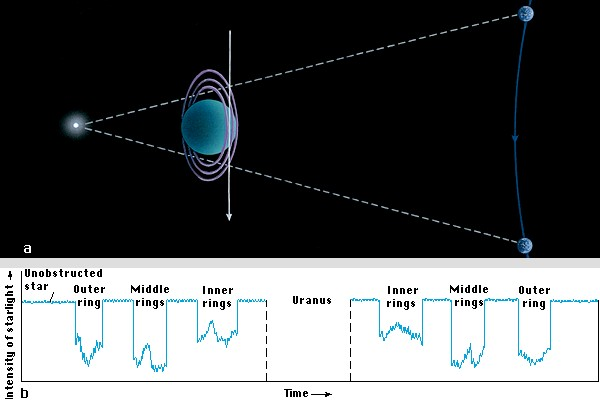 a
Unobstructed
star
Outer
ring
Middle
rings
Inner
rings
Uranus
Inner
rings
Middle
rings
Outer
ring
Intensity of starlight
b
Time